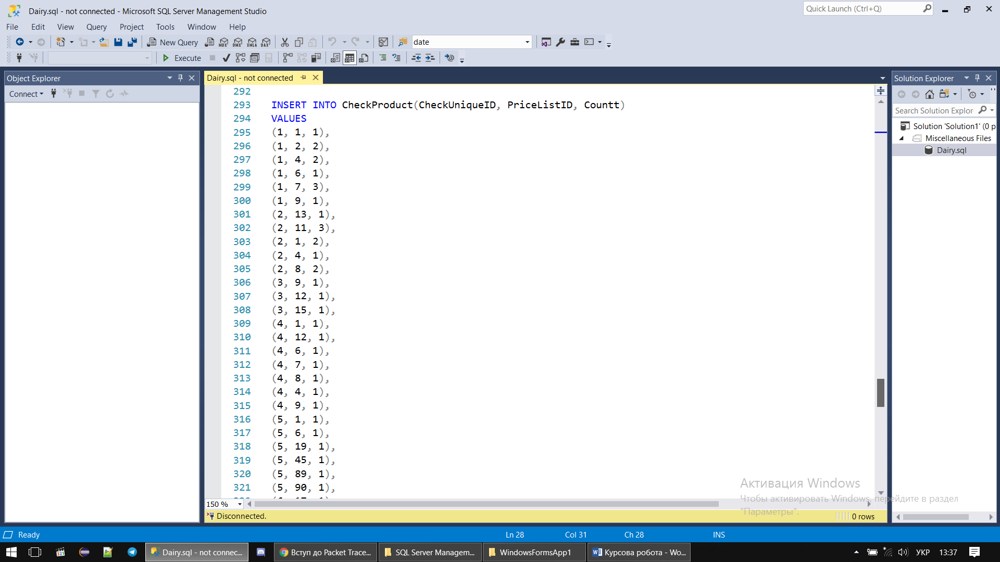 Dairy.sql - not connected - Microsoft SQL Server Management Studio
Quick Launch (Ctrl+Q)
File Edit View Query Project Tools Window Help
New Query MDX DMX XMLA DAX date
Execute
Object Explorer
Connect
Dairy.sql - not connected
292
293 INSERT INTO CheckProduct(CheckUniqueID, PriceListID, Countt)
294 VALUES
295 (1, 1, 1),
296 (1, 2, 2),
297 (1, 4, 2),
298 (1, 6, 1),
299 (1, 7, 3),
300 (1, 9, 1),
301 (2, 13, 1),
302 (2, 11, 3),
303 (2, 1, 2),
304 (2, 4, 1),
305 (2, 8, 2),
306 (3, 9, 1),
307 (3, 12, 1),
308 (3, 15, 1),
309 (4, 1, 1),
310 (4, 12, 1),
311 (4, 6, 1),
312 (4, 7, 1),
313 (4, 8, 1),
314 (4, 4, 1),
315 (4, 9, 1),
316 (5, 1, 1),
317 (5, 6, 1),
318 (5, 19, 1),
319 (5, 45, 1),
320 (5, 89, 1),
321 (5, 90, 1),
150 %
Disconnected.
0 rows
Solution Explorer
Search Solution Explor
Solution 'Solution1' (0 p
Miscellaneous Files
Dairy.sql
Активация Windows
Чтобы активировать Windows, перейдите в раздел
"Параметры".
Ready Ln 28 Col 31 Ch 28 INS
Dairy.sql - not connec... Вступ до Packet Trace... SQL Server Managem... WindowsFormsApp1 Курсова робота - Wo... УКР 13:37